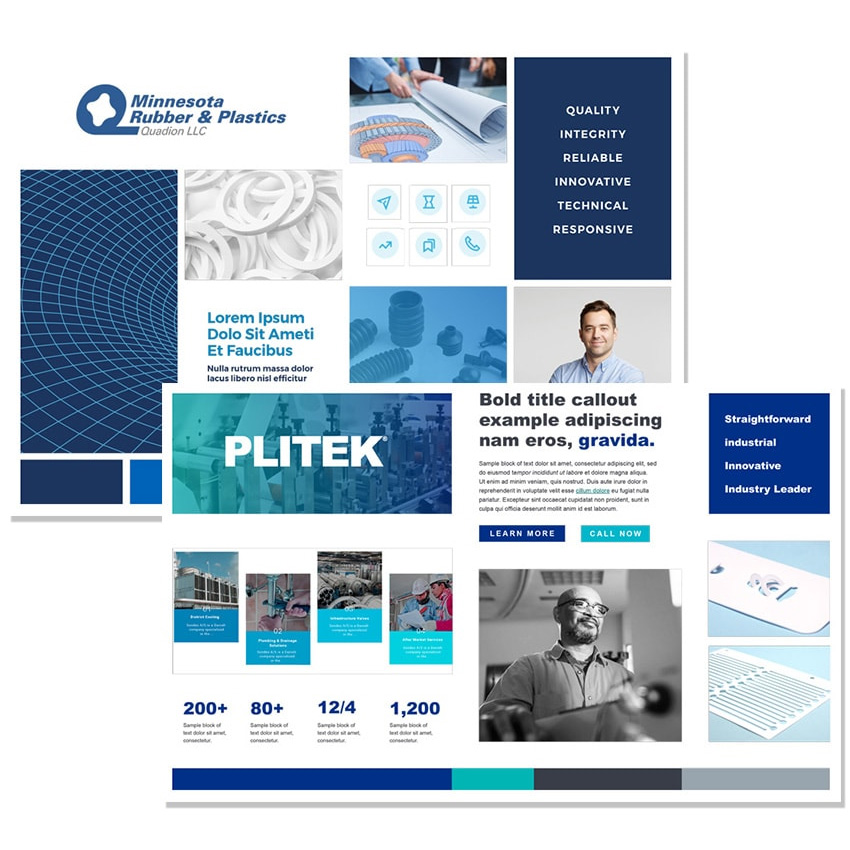 Minnesota
Rubber & Plastics
Quadion LLC
QUALITY
INTEGRITY
RELIABLE
INNOVATIVE
TECHNICAL
RESPONSIVE
Lorem Ipsum
Dolo Sit Ameti
Et Faucibus
Nulla rutrum massa dolor
lacus libero nisl efficitur
PLITEK®
Bold title callout
example adipiscing
nam eros, gravida.
Sample block of text dolor sit amet, consectetur adipiscing elit, sed
do eiusmod tempor incididunt ut labore et dolore magna aliqua.
Ut enim ad minim veniam, quis nostrud. Duis aute irure dolor in
reprehenderit in voluptate velit esse cillum dolore eu fugiat nulla
pariatur. Excepteur sint occaecat cupidatat non proident, sunt in
culpa qui officia deserunt mollit anim id est laborum.
LEARN MORE
CALL NOW
Straightforward
industrial
Innovative
Industry Leader
01
District Cooling
02
Plumbing & Drainage
Solutions
Infrastructure Valves
After Market Services
200+
Sample block of
text dolor sit amet,
consectetur.
80+
Sample block of
text dolor sit amet,
consectetur.
12/4
Sample block of
text dolor sit amet,
consectetur.
1,200
Sample block of
text dolor sit amet,
consectetur.